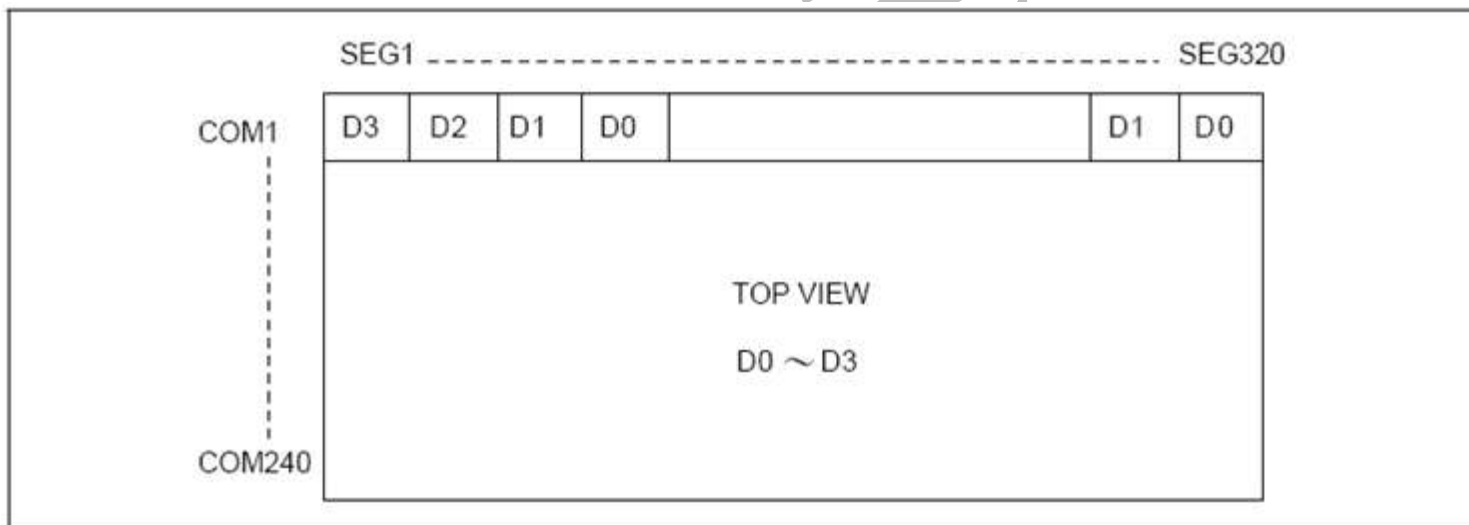 SEG1 SEG320
COM1 D3 D2 D1 D0 D1 D0
TOP VIEW
D0 ～ D3
COM240